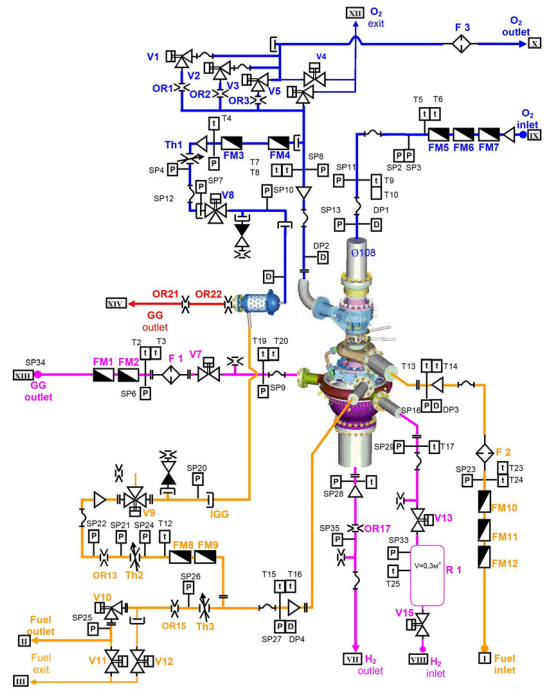 XII
O2
exit
F 3
O2
outlet
X
V1
V2
V3
V4
V5
OR1
OR2
OR3
T4
Th1
FM3
FM4
T7
T8
SP8
SP4
SP7
SP12
V8
SP10
T5
T6
FM5
FM6
FM7
O2
inlet
IX
SP2
SP3
SP11
T9
T10
SP13
DP1
Ø108
DP2
XIV
OR21
OR22
GG
outlet
SP34
XIII
GG
outlet
FM1
FM2
T2
T3
F 1
V7
SP6
T19
T20
SP9
T13
T14
SP16
DP3
F 2
SP23
T23
T24
FM10
FM11
FM12
I
Fuel inlet
SP29
T17
V13
SP33
T25
V=0,3м³
R 1
V15
VIII
H2
inlet
SP28
SP35
OR17
VII
H2
outlet
SP20
V9
IGG
SP22
SP21
SP24
T12
OR13
Th2
FM8
FM9
SP26
OR15
Th3
T15
T16
SP27
DP4
V10
SP25
Fuel
outlet
II
Fuel
exit
III
V11
V12
P
t
D